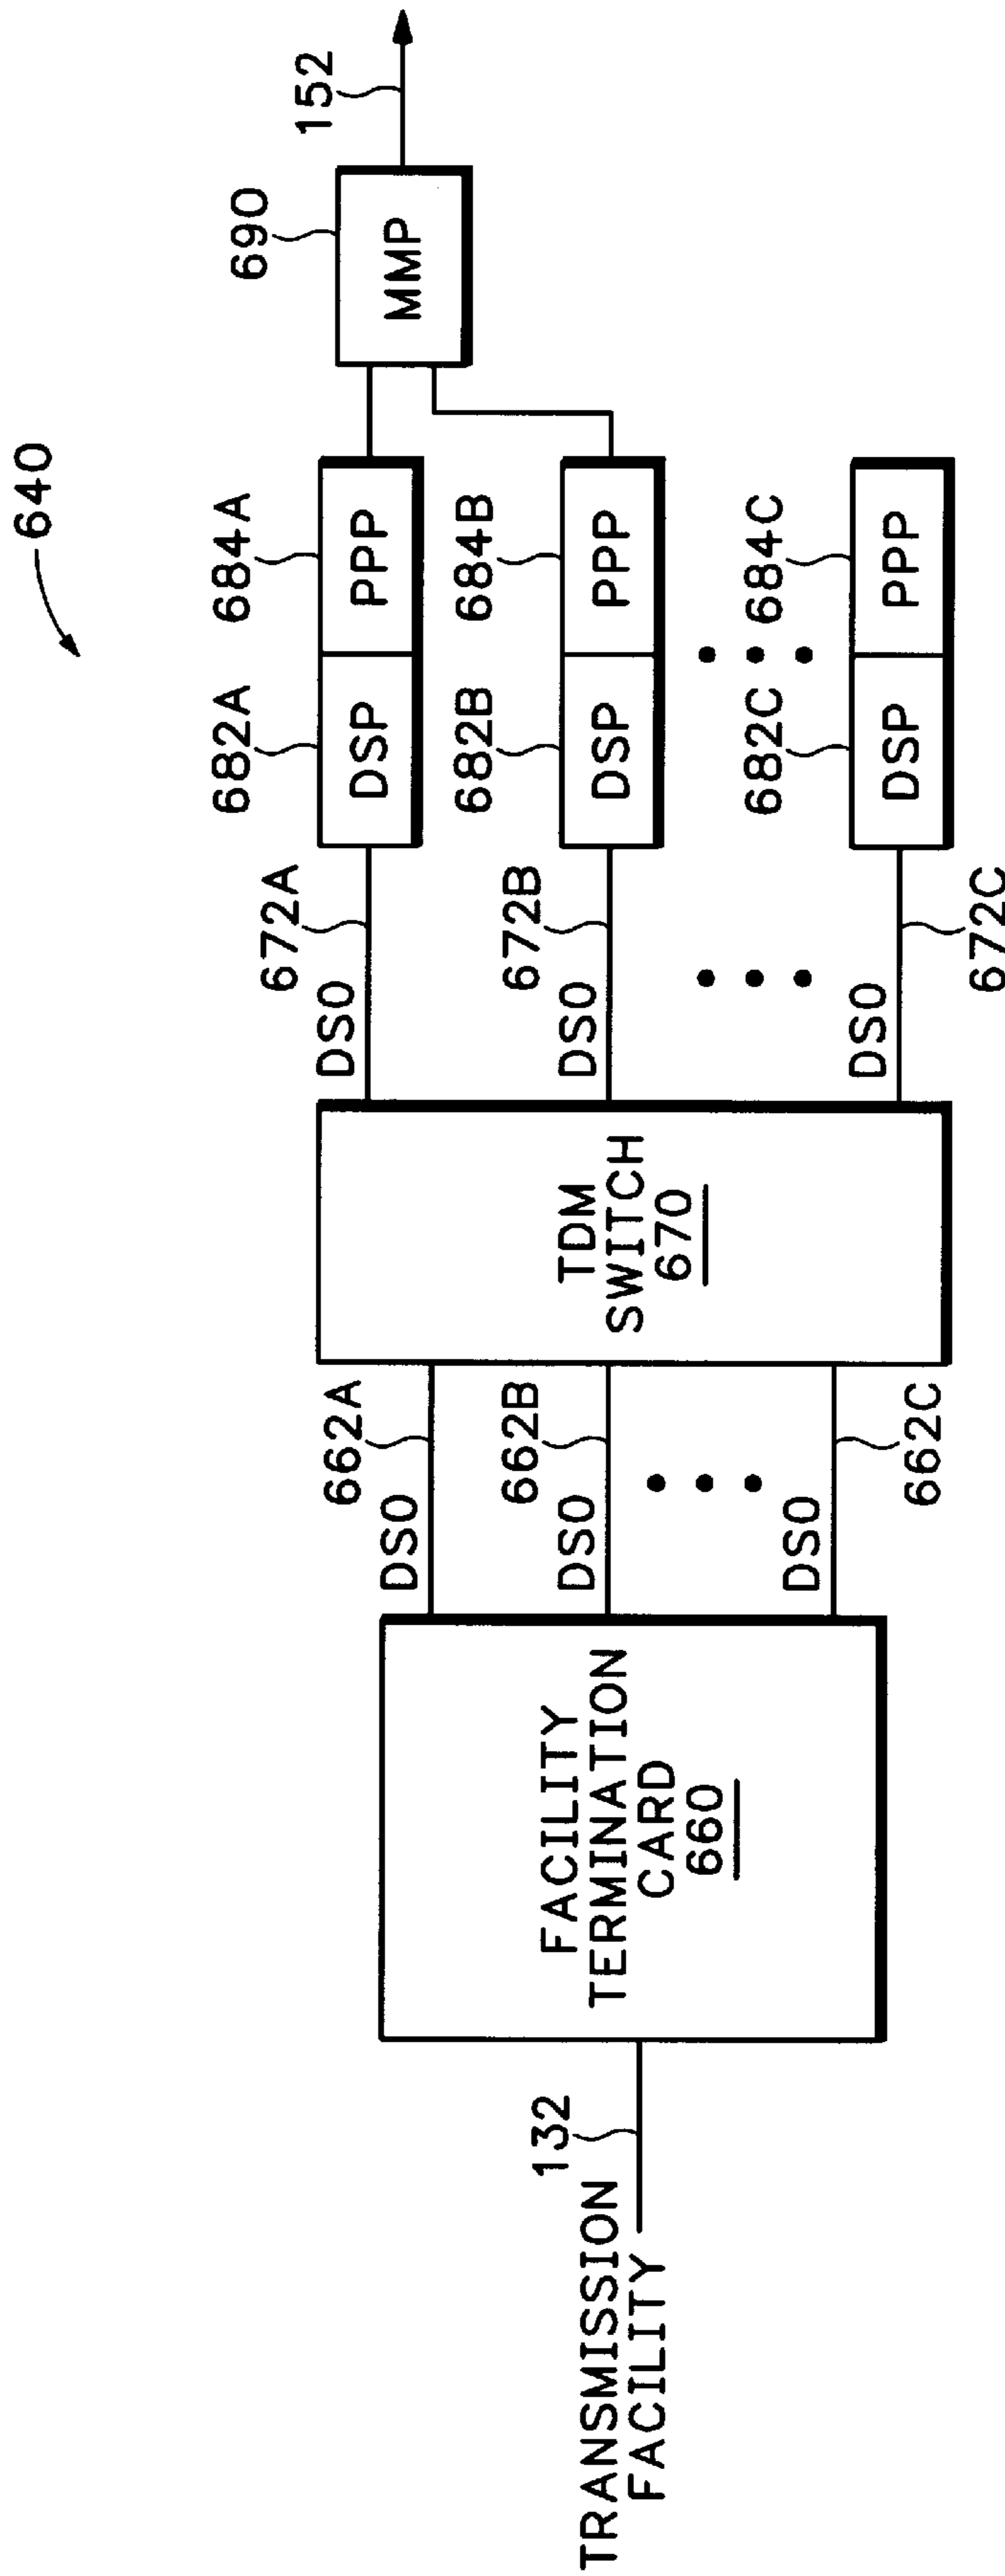 640
TRANSMISSION
FACILITY
132
FACILITY
TERMINATION
CARD
660
DS0
662A
DS0
662B
DS0
662C
TDM
SWITCH
670
DS0
672A
DS0
672B
DS0
672C
682A
684A
DSP
PPP
682B
684B
DSP
PPP
682C
684C
DSP
PPP
690
MMP
152